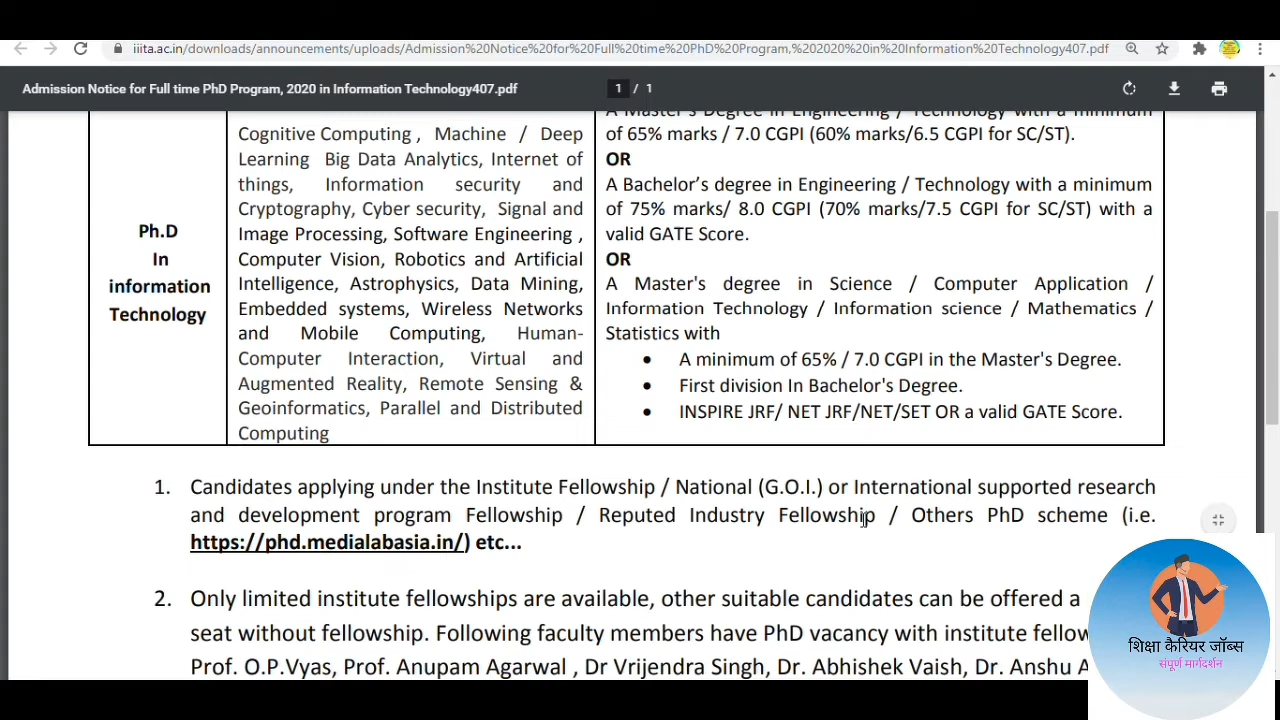 iiita.ac.in/downloads/announcements/uploads/Admission%20Notice%20for%20Full%20time%20PhD%20Program,%202020%20in%20Information%20Technology407.pdf
Admission Notice for Full time PhD Program, 2020 in Information Technology407.pdf
1 / 1
Ph.D
In
information
Technology
Cognitive Computing , Machine / Deep
Learning Big Data Analytics, Internet of
things, Information security and
Cryptography, Cyber security, Signal and
Image Processing, Software Engineering ,
Computer Vision, Robotics and Artificial
Intelligence, Astrophysics, Data Mining,
Embedded systems, Wireless Networks
and Mobile Computing, Human-
Computer Interaction, Virtual and
Augmented Reality, Remote Sensing &
Geoinformatics, Parallel and Distributed
Computing
A Master's Degree in Engineering / Technology with a minimum
of 65% marks / 7.0 CGPI (60% marks/6.5 CGPI for SC/ST).
OR
A Bachelor’s degree in Engineering / Technology with a minimum
of 75% marks/ 8.0 CGPI (70% marks/7.5 CGPI for SC/ST) with a
valid GATE Score.
OR
A Master's degree in Science / Computer Application /
Information Technology / Information science / Mathematics /
Statistics with
• A minimum of 65% / 7.0 CGPI in the Master's Degree.
• First division In Bachelor's Degree.
• INSPIRE JRF/ NET JRF/NET/SET OR a valid GATE Score.
1. Candidates applying under the Institute Fellowship / National (G.O.I.) or International supported research
and development program Fellowship / Reputed Industry Fellowship / Others PhD scheme (i.e.
https://phd.medialabasia.in/) etc...
2. Only limited institute fellowships are available, other suitable candidates can be offered a
seat without fellowship. Following faculty members have PhD vacancy with institute fellow
Prof. O.P.Vyas, Prof. Anupam Agarwal , Dr Vrijendra Singh, Dr. Abhishek Vaish, Dr. Anshu A
शिक्षा कैरियर जॉब्स
संपूर्ण मार्गदर्शन